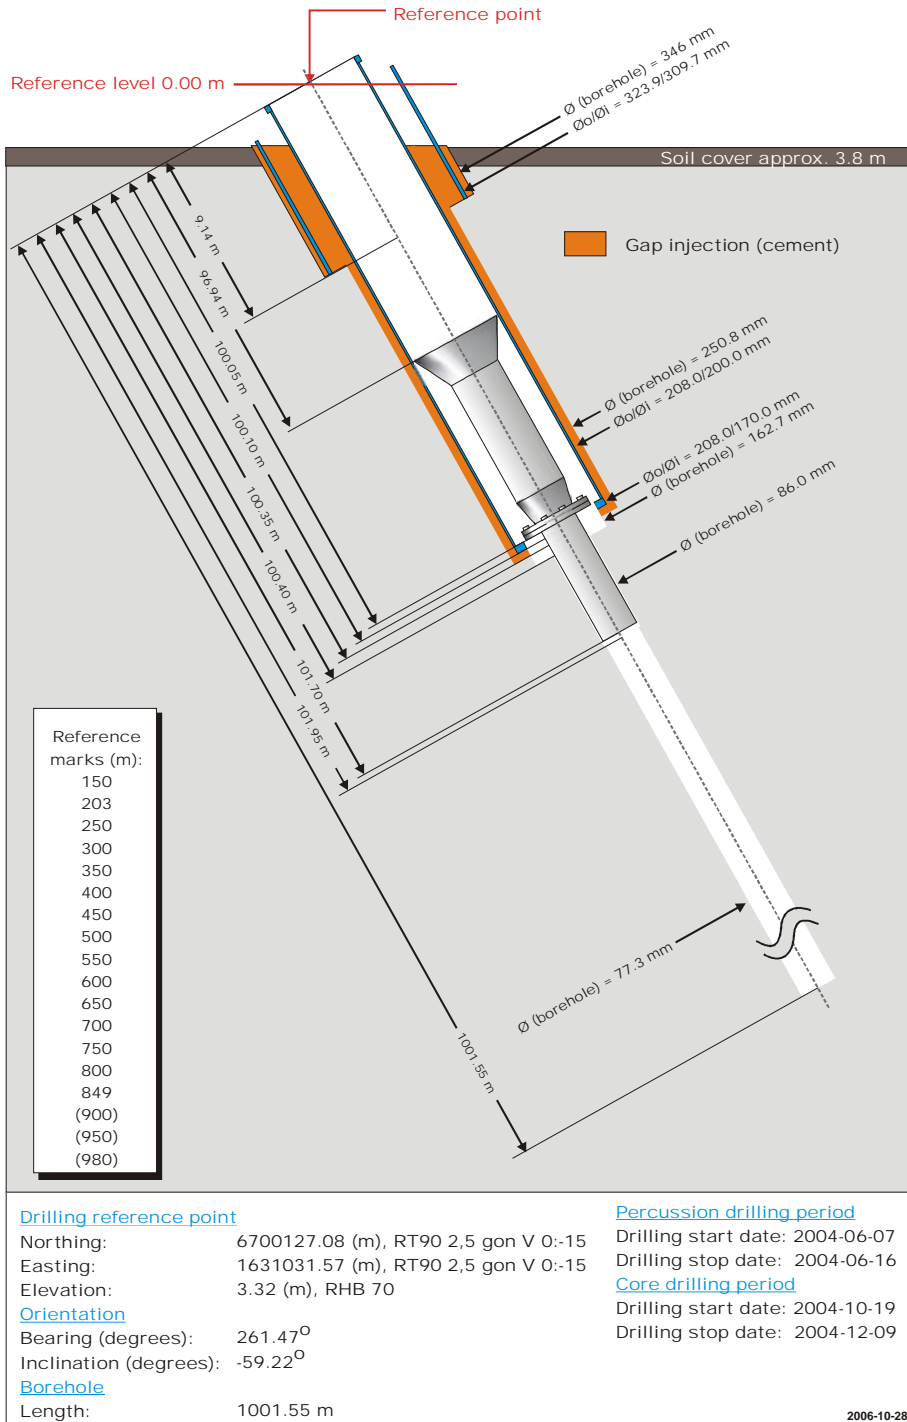 Reference point
Reference level 0.00 m
Ø (borehole) = 346 mm
Øo/Øi = 323.9/309.7 mm
Soil cover approx. 3.8 m
Gap injection (cement)
9.14 m
96.94 m
100.05 m
100.10 m
100.35 m
100.40 m
101.70 m
101.95 m
1001.55 m
Ø (borehole) = 250.8 mm
Øo/Øi = 208.0/200.0 mm
Øo/Øi = 208.0/170.0 mm
Ø (borehole) = 162.7 mm
Ø (borehole) = 86.0 mm
Ø (borehole) = 77.3 mm
Reference
marks (m):
150
203
250
300
350
400
450
500
550
600
650
700
750
800
849
(900)
(950)
(980)
Drilling reference point
Northing: 6700127.08 (m), RT90 2,5 gon V 0:-15
Easting: 1631031.57 (m), RT90 2,5 gon V 0:-15
Elevation: 3.32 (m), RHB 70
Orientation
Bearing (degrees): 261.47°
Inclination (degrees): -59.22°
Borehole
Length: 1001.55 m
Percussion drilling period
Drilling start date: 2004-06-07
Drilling stop date: 2004-06-16
Core drilling period
Drilling start date: 2004-10-19
Drilling stop date: 2004-12-09
2006-10-28